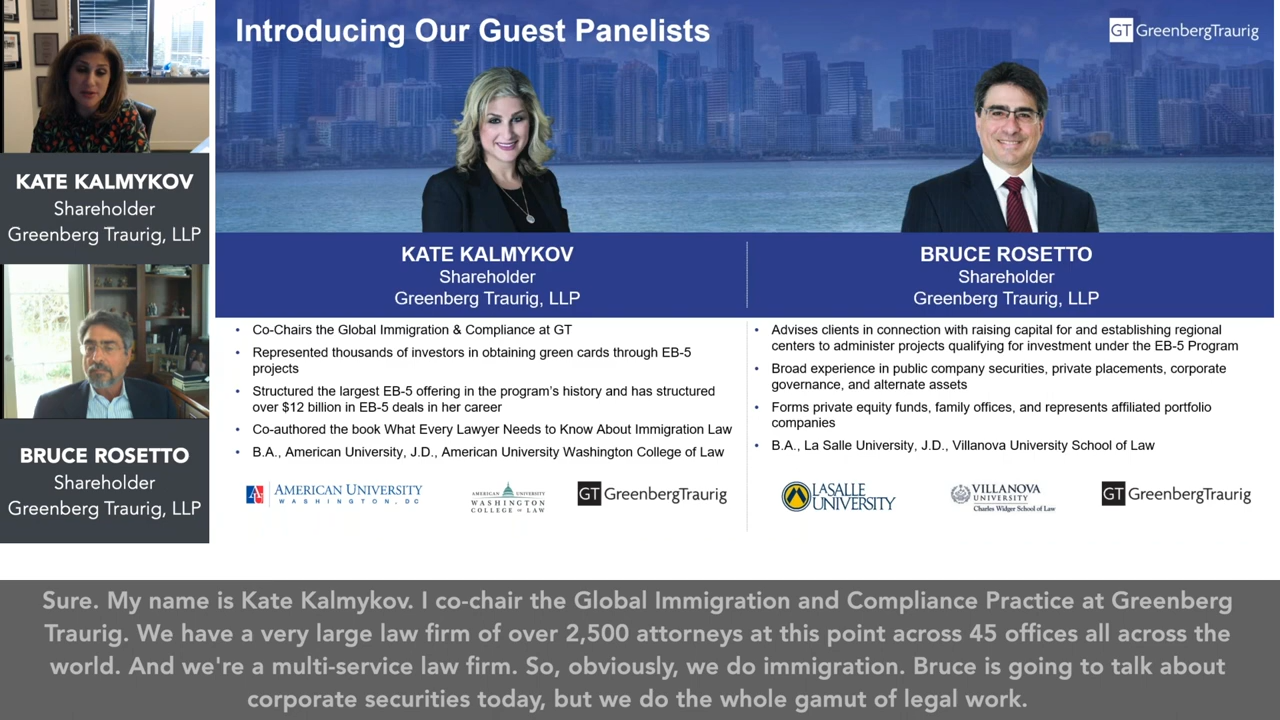 KATE KALMYKOV
Shareholder
Greenberg Traurig, LLP
BRUCE ROSETTO
Shareholder
Greenberg Traurig, LLP
Introducing Our Guest Panelists
GT GreenbergTraurig
KATE KALMYKOV
Shareholder
Greenberg Traurig, LLP
BRUCE ROSETTO
Shareholder
Greenberg Traurig, LLP
• Co-Chairs the Global Immigration & Compliance at GT
• Represented thousands of investors in obtaining green cards through EB-5
projects
• Structured the largest EB-5 offering in the program's history and has structured
over $12 billion in EB-5 deals in her career
• Co-authored the book What Every Lawyer Needs to Know About Immigration Law
• B.A., American University, J.D., American University Washington College of Law
AU AMERICAN UNIVERSITY
WASHINGTON, DC
AMERICAN UNIVERSITY
WASHINGTON
COLLEGE OF LAW
GT GreenbergTraurig
• Advises clients in connection with raising capital for and establishing regional
centers to administer projects qualifying for investment under the EB-5 Program
• Broad experience in public company securities, private placements, corporate
governance, and alternate assets
• Forms private equity funds, family offices, and represents affiliated portfolio
companies
• B.A., La Salle University, J.D., Villanova University School of Law
LASALLE
UNIVERSITY
VILLANOVA
UNIVERSITY
Charles Widger School of Law
GT GreenbergTraurig
Sure. My name is Kate Kalmykov. I co-chair the Global Immigration and Compliance Practice at Greenberg
Traurig. We have a very large law firm of over 2,500 attorneys at this point across 45 offices all across the
world. And we're a multi-service law firm. So, obviously, we do immigration. Bruce is going to talk about
corporate securities today, but we do the whole gamut of legal work.